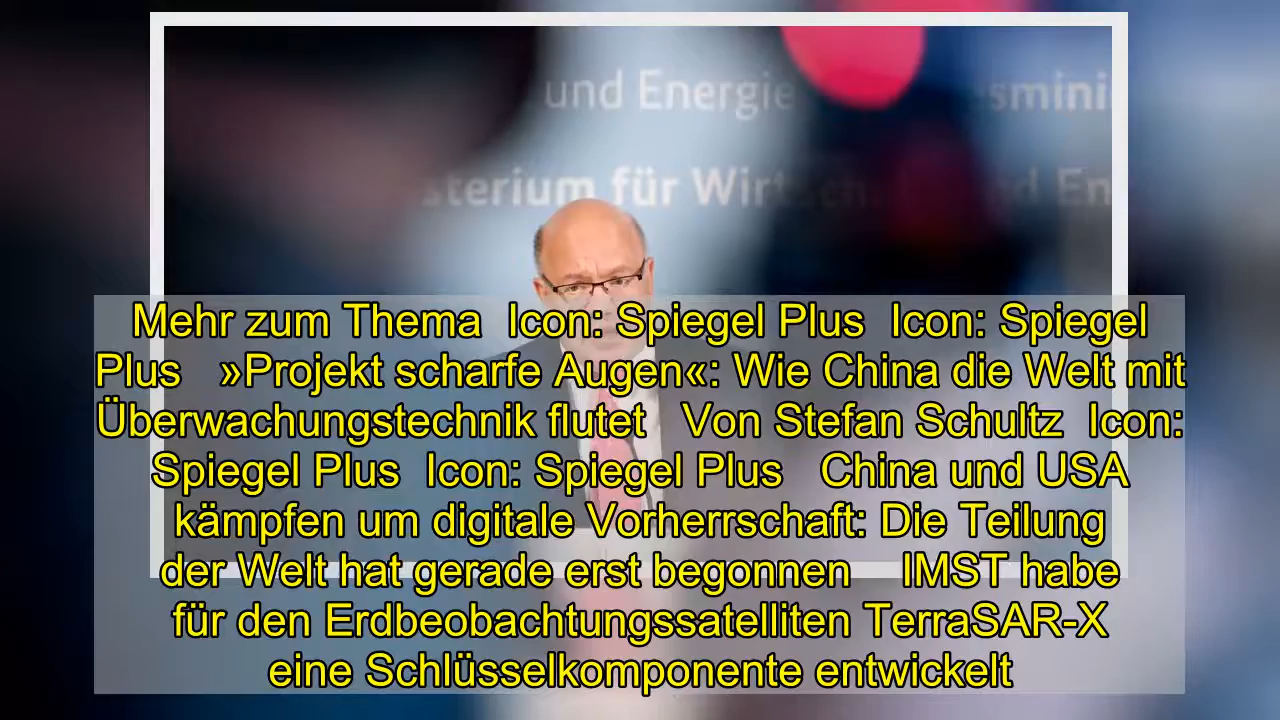 und Energie
sterium für Wirtsch
Mehr zum Thema Icon: Spiegel Plus Icon: Spiegel
Plus »Projekt scharfe Augen«: Wie China die Welt mit
Überwachungstechnik flutet Von Stefan Schultz Icon:
Spiegel Plus Icon: Spiegel Plus China und USA
kämpfen um digitale Vorherrschaft: Die Teilung
der Welt hat gerade erst begonnen IMST habe
für den Erdbeobachtungssatelliten TerraSAR-X
eine Schlüsselkomponente entwickelt